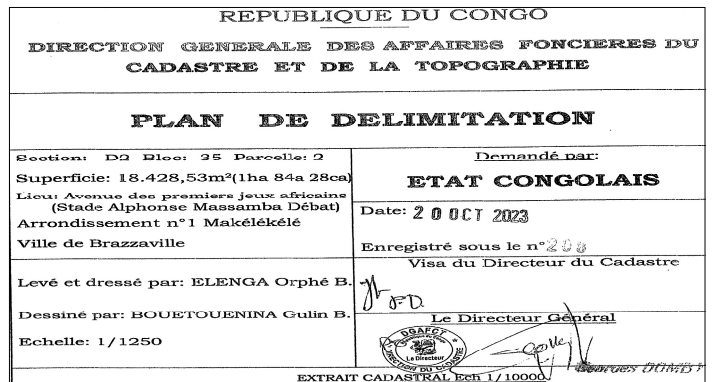 REPUBLIQUE DU CONGO
DIRECTION GENERALE DES AFFAIRES FONCIERES DU
CADASTRE ET DE LA TOPOGRAPHIE
PLAN DE DELIMITATION
Section: D2 Bloc: 35 Parcelle: 2
Superficie: 18.428,53m²(1ha 84a 28ca)
Lieu: Avenue des premiers jeux africains
(Stade Alphonse Massamba Débat)
Arrondissement n°1 Makélékélé
Ville de Brazzaville
Demandé par:
ETAT CONGOLAIS
Date: 20 OCT 2023
Enregistré sous le n°
Levé et dressé par: ELENGA Orphé B.
Dessiné par: BOUETOUENINA Gulin B.
Echelle: 1/1250
Visa du Directeur du Cadastre
Le Directeur Général
DGAFCT
Le Directeur
DIRECTION DU CADASTRE
Georges
EXTRAIT CADASTRAL Ech 1/10000